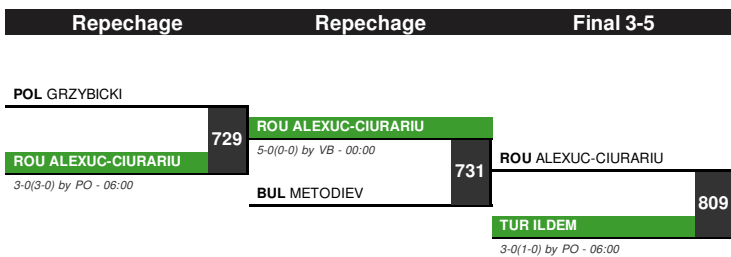 Repechage Repechage Final 3-5
POL GRZYBICKI
729
ROU ALEXUC-CIURARIU
3-0(3-0) by PO - 06:00
ROU ALEXUC-CIURARIU
5-0(0-0) by VB - 00:00
731
BUL METODIEV
ROU ALEXUC-CIURARIU
809
TUR ILDEM
3-0(1-0) by PO - 06:00